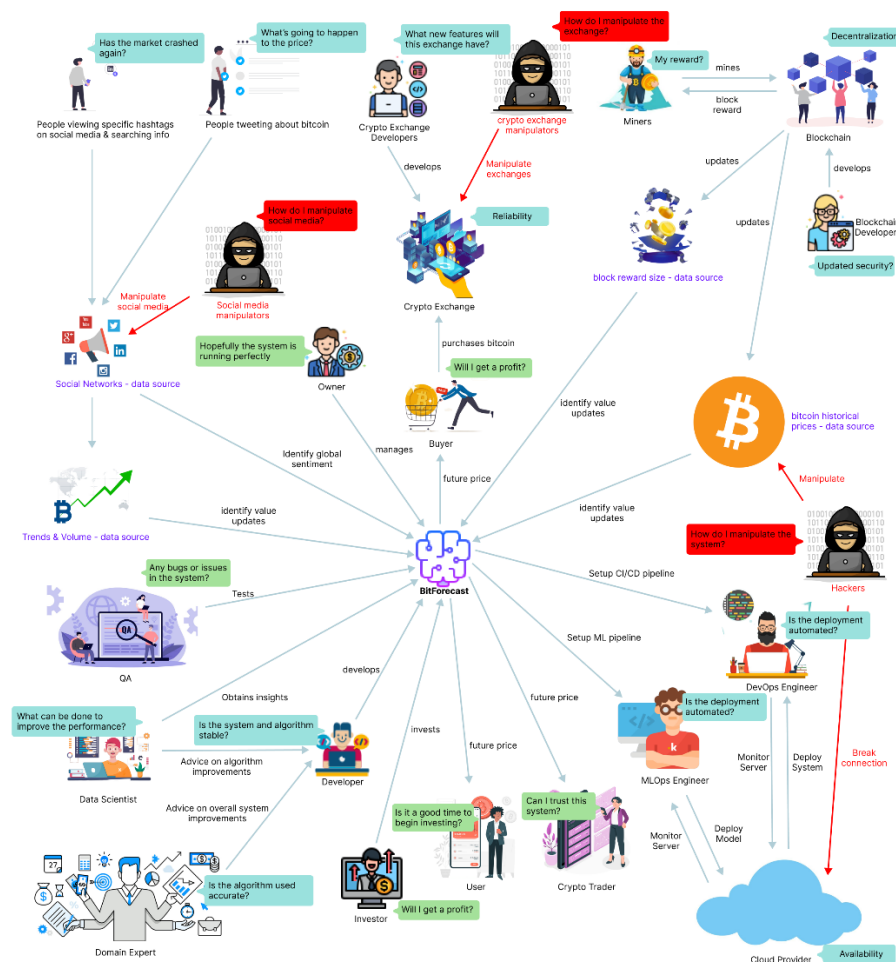 Has the market crashed
again?
What's going to happen
to the price?
What new features will
this exchange have?
How do I manipulate the
exchange?
My reward?
mines
block
reward
Decentralization
People viewing specific hashtags
on social media & searching info
People tweeting about bitcoin
Crypto Exchange
Developers
crypto exchange
manipulators
Miners
Blockchain
develops
Manipulate
exchanges
updates
updates
develops
How do I manipulate
social media?
Reliability
Blockchain
Developer
Updated security?
block reward size - data source
Manipulate
social media
Social media
manipulators
Crypto Exchange
Hopefully the system is
running perfectly
Owner
purchases bitcoin
Will I get a profit?
Social Networks - data source
identify value
updates
bitcoin historical
prices - data source
Buyer
Identify global
sentiment
manages
future price
Manipulate
identify value
updates
identify value
updates
Trends & Volume - data source
How do I manipulate the
system?
Any bugs or issues
in the system?
Tests
BitForecast
Setup CI/CD pipeline
Hackers
QA
QA
Is the deployment
automated?
Setup ML pipeline
DevOps Engineer
develops
Obtains insights
future price
Is the deployment
automated?
What can be done to
improve the performance?
Is the system and algorithm
stable?
invests
future price
Advice on algorithm
improvements
Developer
Data Scientist
MLOps Engineer
Monitor
Server
Deploy
System
Break
connection
Advice on overall system
improvements
Is it a good time to
begin investing?
Can I trust this
system?
Monitor
Server
Deploy
Model
27
Is the algorithm used
accurate?
User
Crypto Trader
Investor
Will I get a profit?
Domain Expert
Cloud Provider
Availability